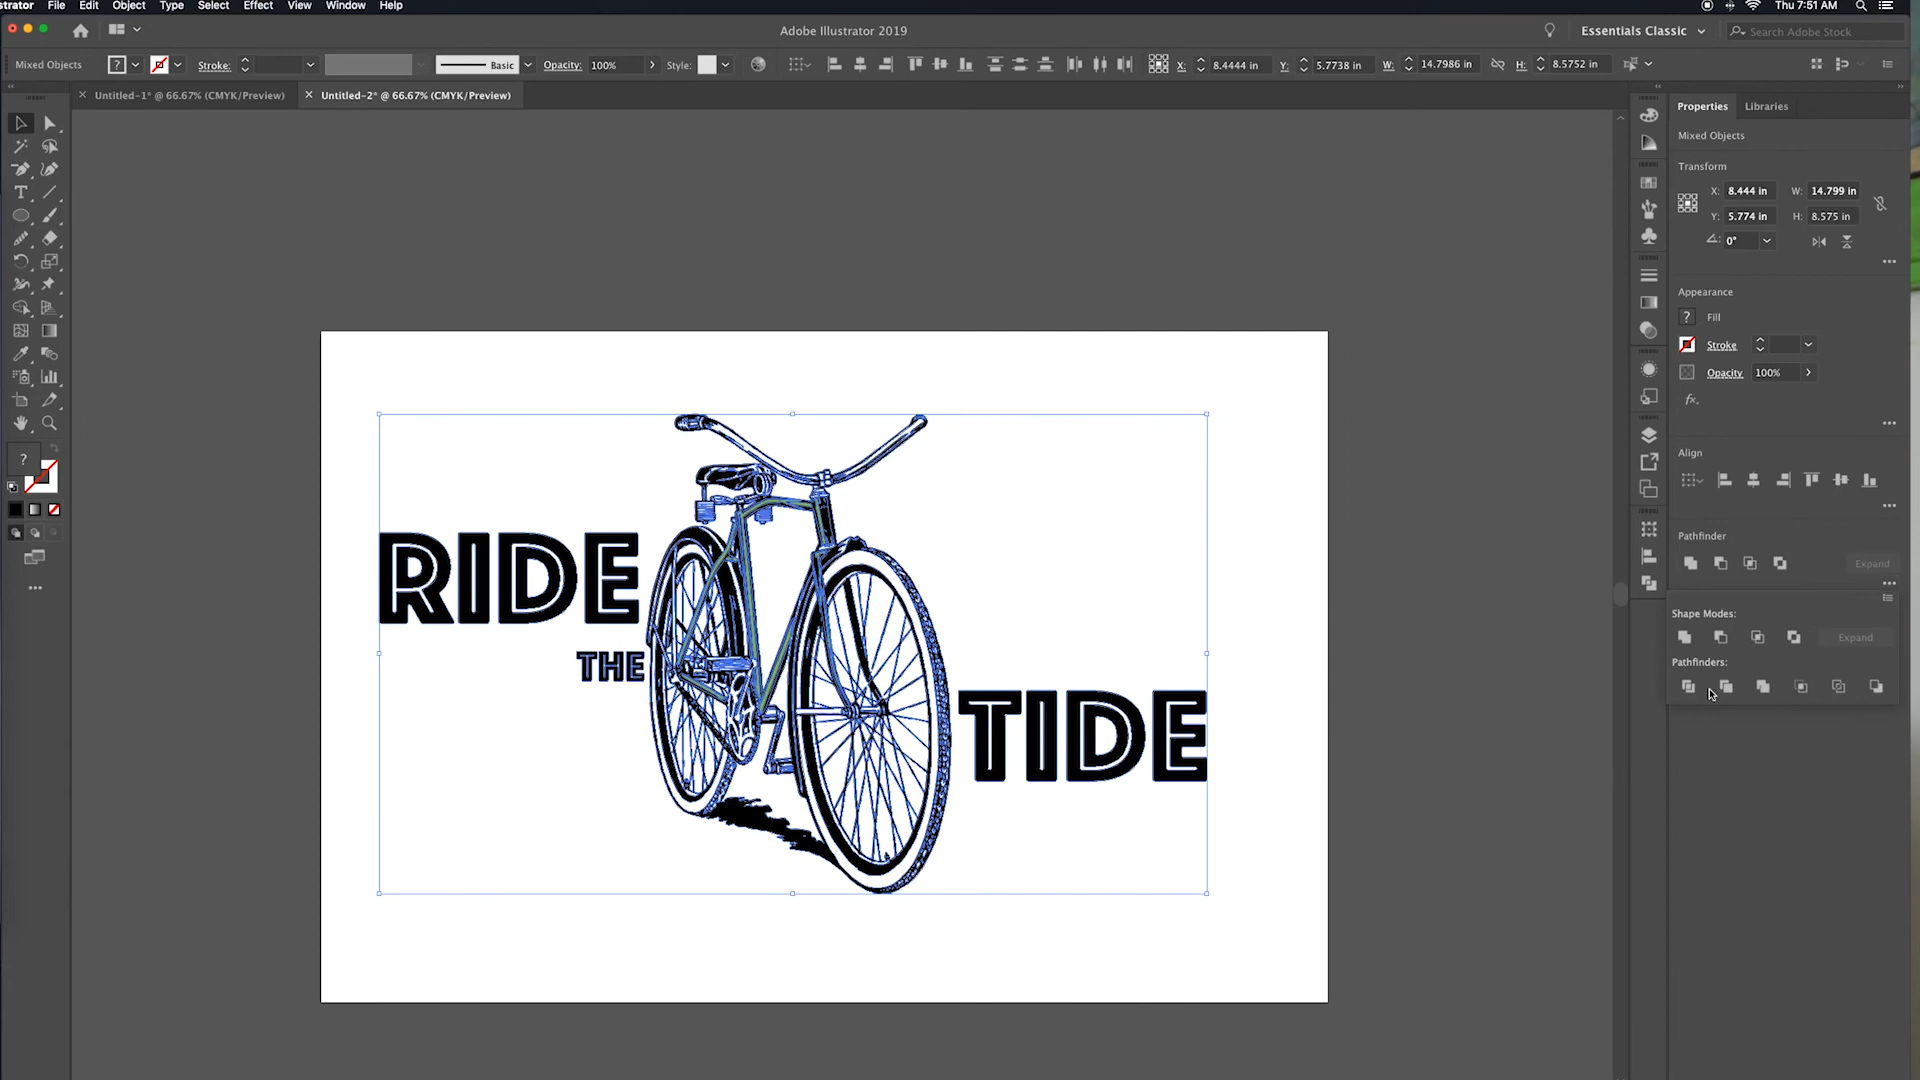 strator File Edit Object Type Select Effect View Window Help Thu 7:51 AM
Adobe Illustrator 2019 Essentials Classic Search Adobe Stock
Mixed Objects ? Stroke: Basic Opacity: 100% Style: X: 8.4444 in Y: 5.7738 in W: 14.7986 in H: 8.5752 in
Untitled-1* @ 66.67% (CMYK/Preview) Untitled-2* @ 66.67% (CMYK/Preview)
Properties Libraries
Mixed Objects
Transform
X: 8.444 in W: 14.799 in
Y: 5.774 in H: 8.575 in
0°
Appearance
? Fill
Stroke
Opacity 100%
fx.
Align
Pathfinder
Expand
Shape Modes:
Expand
Pathfinders:
?
RIDE
THE
TIDE